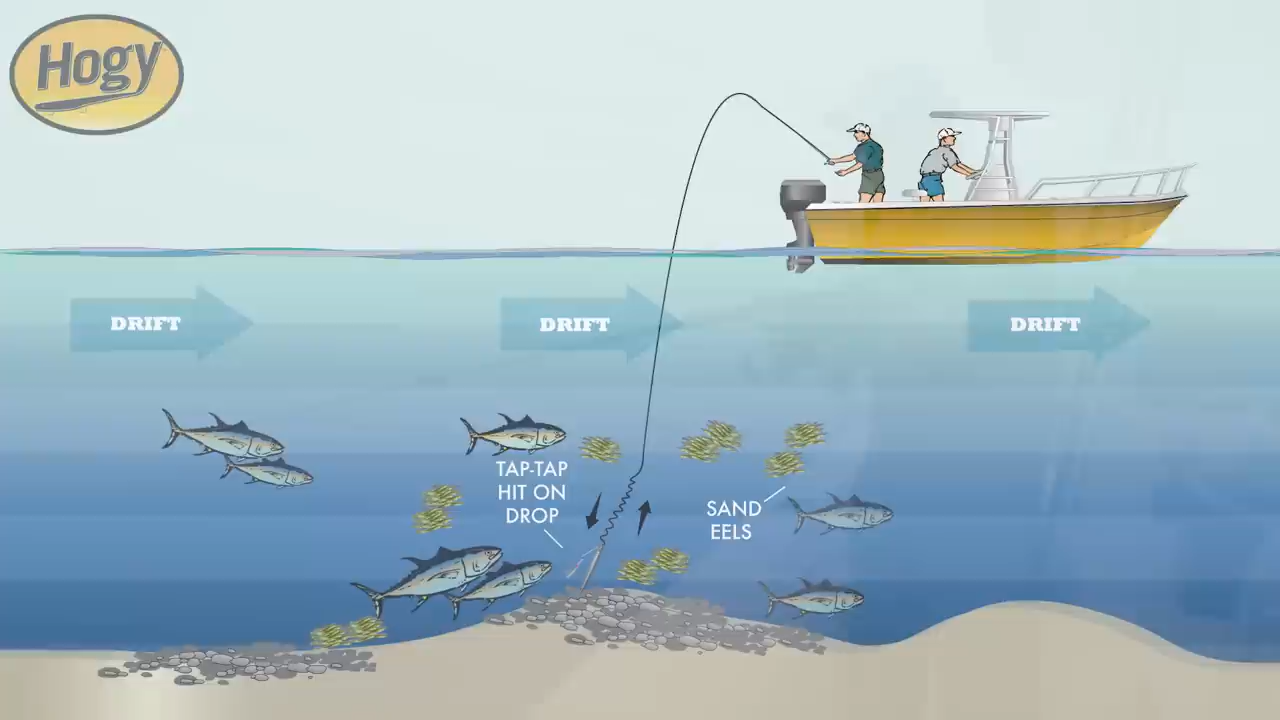 Hogy
DRIFT
DRIFT
DRIFT
TAP-TAP
HIT ON
DROP
SAND
EELS